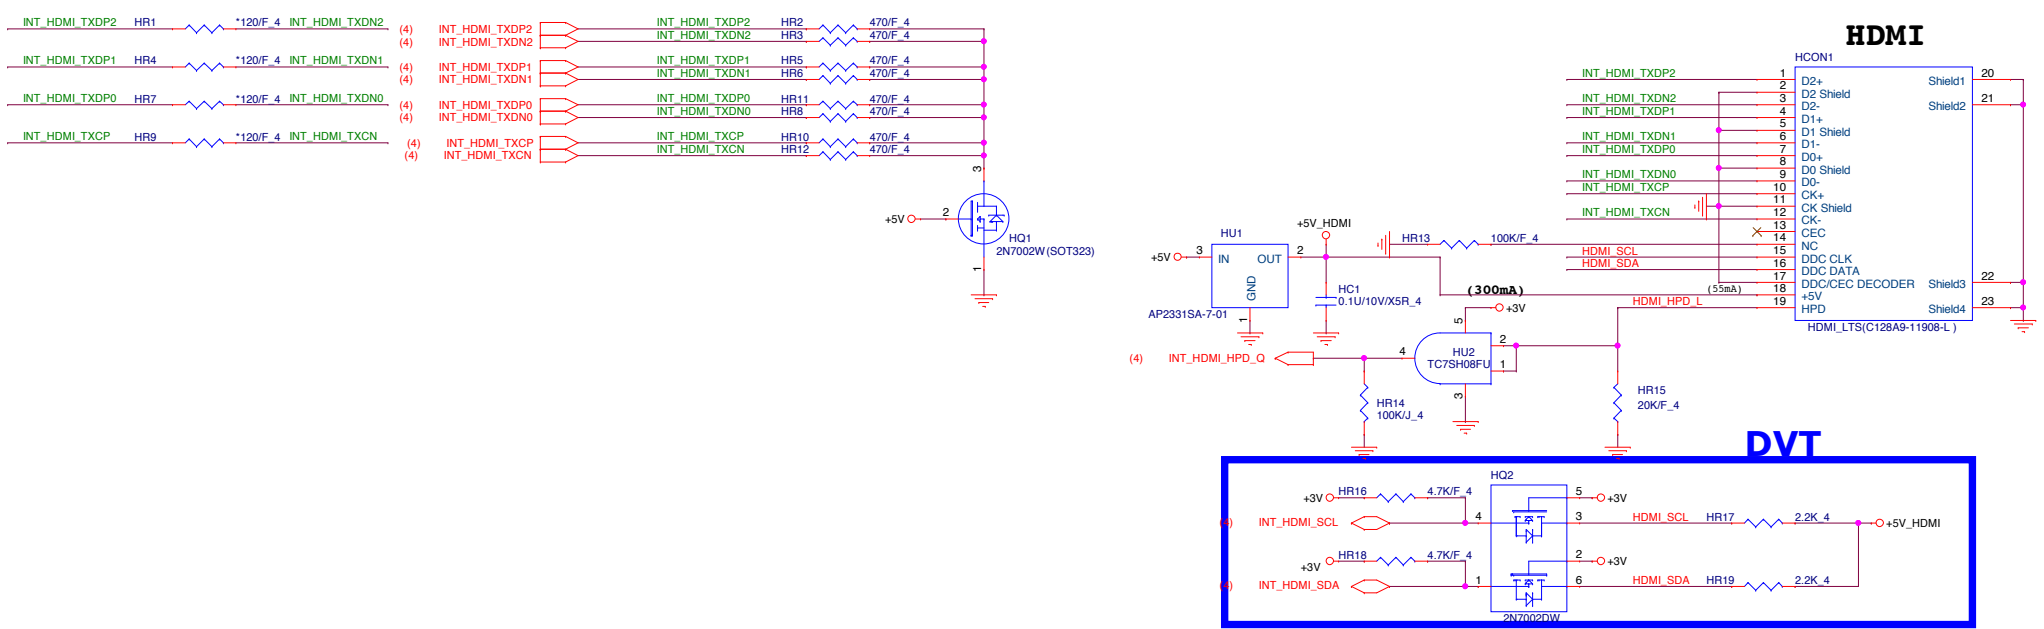 INT_HDMI_TXDP2 HR1 *120/F_4 INT_HDMI_TXDN2
INT_HDMI_TXDP1 HR4 *120/F_4 INT_HDMI_TXDN1
INT_HDMI_TXDP0 HR7 *120/F_4 INT_HDMI_TXDN0
INT_HDMI_TXCP HR9 *120/F_4 INT_HDMI_TXCN
(4) INT_HDMI_TXDP2 INT_HDMI_TXDP2 HR2 470/F_4
(4) INT_HDMI_TXDN2 INT_HDMI_TXDN2 HR3 470/F_4
(4) INT_HDMI_TXDP1 INT_HDMI_TXDP1 HR5 470/F_4
(4) INT_HDMI_TXDN1 INT_HDMI_TXDN1 HR6 470/F_4
(4) INT_HDMI_TXDP0 INT_HDMI_TXDP0 HR11 470/F_4
(4) INT_HDMI_TXDN0 INT_HDMI_TXDN0 HR8 470/F_4
(4) INT_HDMI_TXCP INT_HDMI_TXCP HR10 470/F_4
(4) INT_HDMI_TXCN INT_HDMI_TXCN HR12 470/F_4
3
+5V 2
HQ1
2N7002W(SOT323)
1
HDMI
HCON1
INT_HDMI_TXDP2 1 D2+ Shield1 20
2 D2 Shield
INT_HDMI_TXDN2 3 D2- Shield2 21
INT_HDMI_TXDP1 4 D1+
5 D1 Shield
INT_HDMI_TXDN1 6 D1-
INT_HDMI_TXDP0 7 D0+
8 D0 Shield
INT_HDMI_TXDN0 9 D0-
INT_HDMI_TXCP 10 CK+
11 CK Shield
INT_HDMI_TXCN 12 CK-
13 CEC
HR13 100K/F_4 14 NC
HDMI_SCL 15 DDC CLK
HDMI_SDA 16 DDC DATA
17 DDC/CEC DECODER Shield3 22
(55mA) 18 +5V
HDMI_HPD_L 19 HPD Shield4 23
HDMI_LTS(C128A9-11908-L )
+5V_HDMI
HU1
+5V 3 IN OUT 2
GND
1
AP2331SA-7-01
HC1
0.1U/10V/X5R_4
(300mA)
+3V
5
(4) INT_HDMI_HPD_Q 4 HU2 2
TC7SH08FU 1
3
HR14
100K/J_4
HR15
20K/F_4
DVT
HQ2
+3V HR16 4.7K/F_4 5 +3V
INT_HDMI_SCL 4 3 HDMI_SCL HR17 2.2K_4 +5V_HDMI
+3V HR18 4.7K/F_4 2 +3V
INT_HDMI_SDA 1 6 HDMI_SDA HR19 2.2K_4
2N7002DW